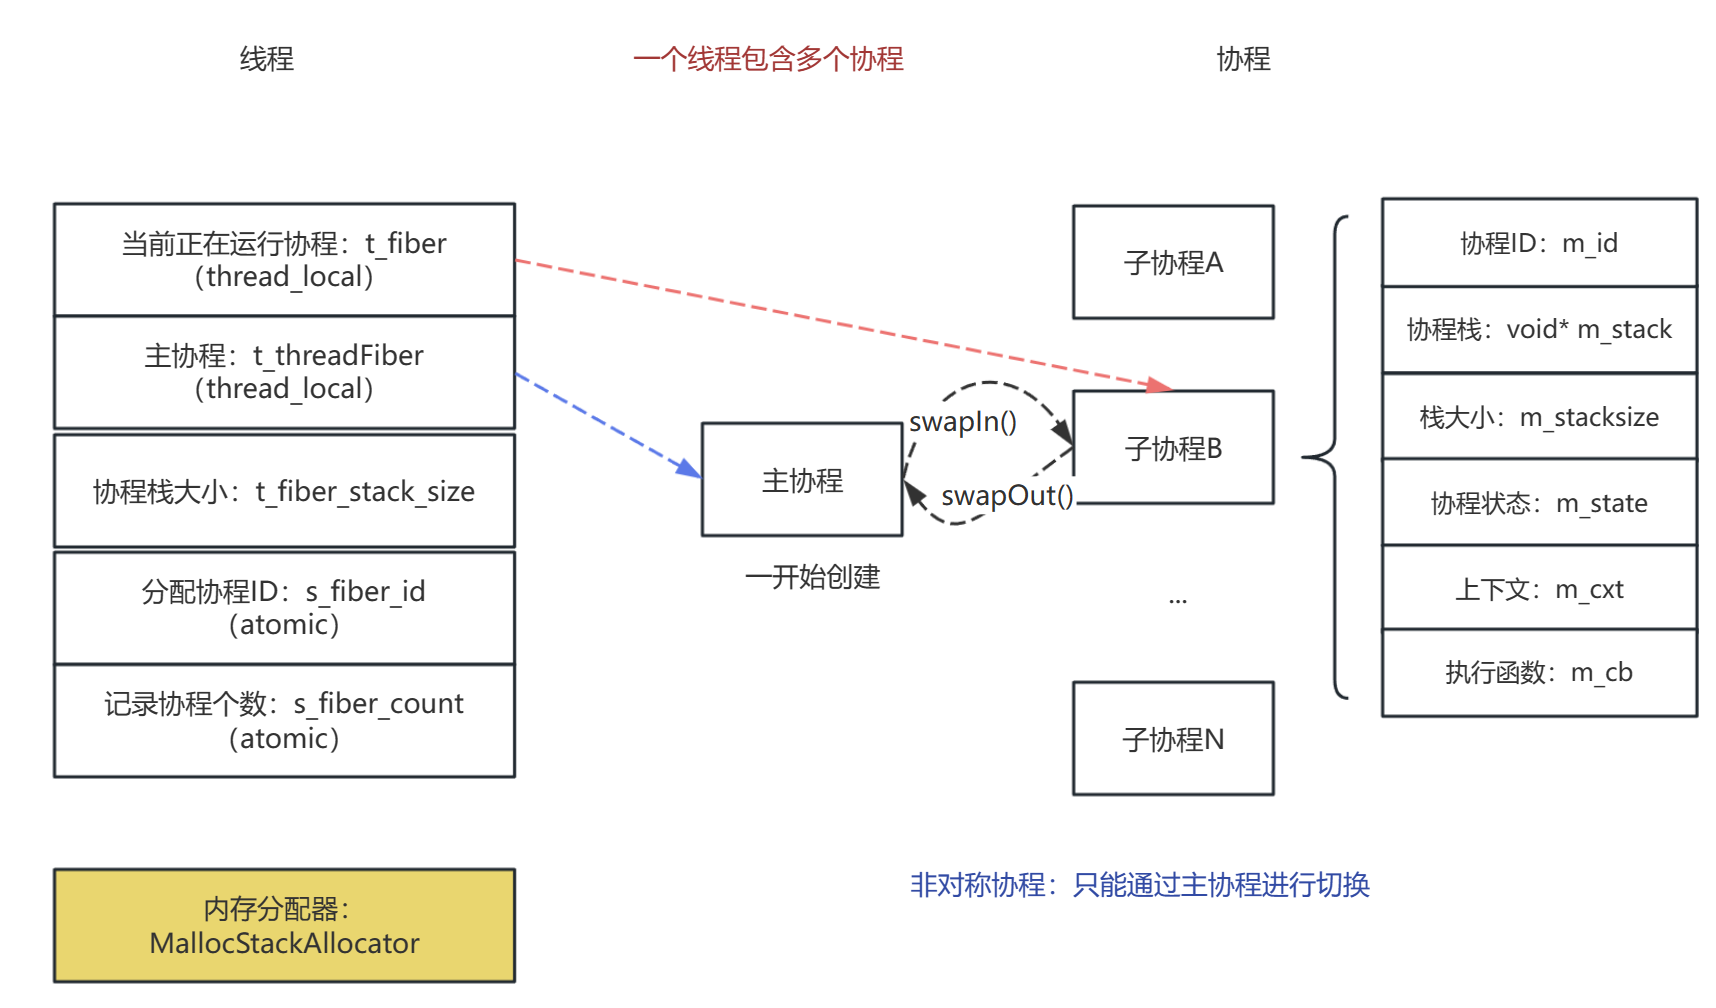 线程
一个线程包含多个协程
协程
当前正在运行协程：t_fiber
（thread_local）
主协程：t_threadFiber
（thread_local）
协程栈大小：t_fiber_stack_size
分配协程ID：s_fiber_id
（atomic）
记录协程个数：s_fiber_count
（atomic）
内存分配器：
MallocStackAllocator
主协程
一开始创建
swapIn()
swapOut()
子协程A
子协程B
...
子协程N
协程ID：m_id
协程栈：void* m_stack
栈大小：m_stacksize
协程状态：m_state
上下文：m_cxt
执行函数：m_cb
非对称协程：只能通过主协程进行切换